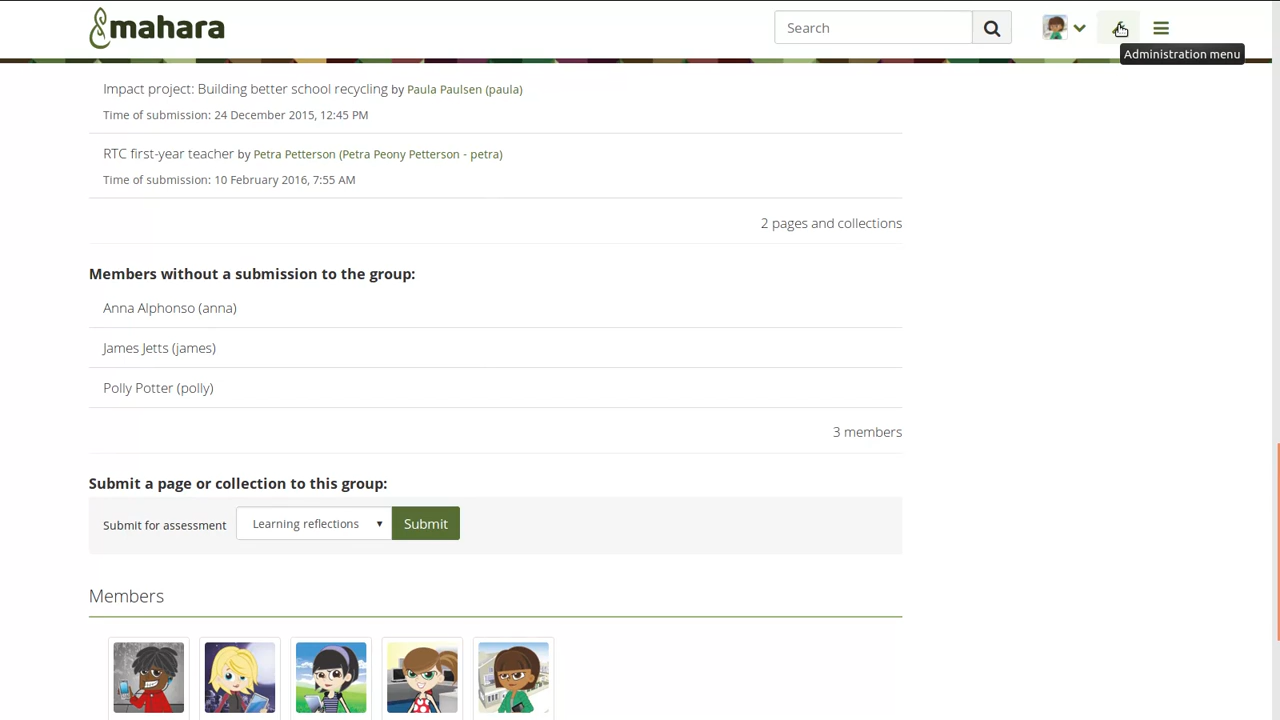 mahara
Search
Administration menu
Impact project: Building better school recycling by Paula Paulsen (paula)
Time of submission: 24 December 2015, 12:45 PM
RTC first-year teacher by Petra Petterson (Petra Peony Petterson - petra)
Time of submission: 10 February 2016, 7:55 AM
2 pages and collections
Members without a submission to the group:
Anna Alphonso (anna)
James Jetts (james)
Polly Potter (polly)
3 members
Submit a page or collection to this group:
Submit for assessment Learning reflections Submit
Members